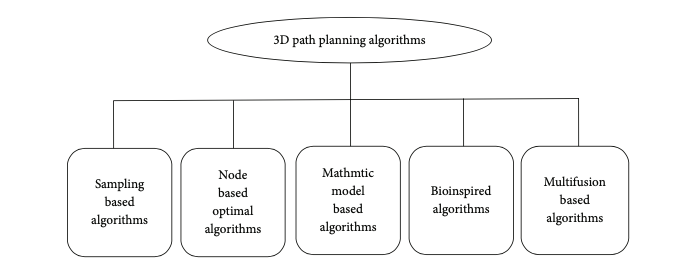 3D path planning algorithms
Sampling
based
algorithms
Node
based
optimal
algorithms
Mathmtic
model
based
algorithms
Bioinspired
algorithms
Multifusion
based
algorithms